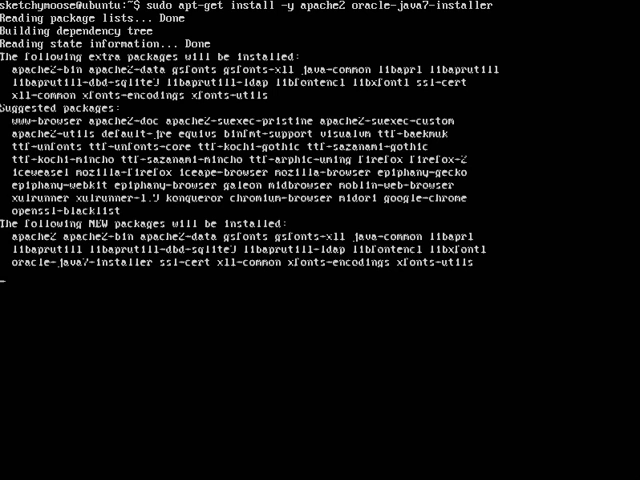 sketchymoose@ubuntu:~$ sudo apt-get install -y apache2 oracle-java7-installer
Reading package lists... Done
Building dependency tree
Reading state information... Done
The following extra packages will be installed:
apache2-bin apache2-data gsfonts gsfonts-x11 java-common libapr1 libaprutil1
libaprutil1-dbd-sqlite3 libaprutil1-ldap libfontenc1 libxfont1 ssl-cert
x11-common xfonts-encodings xfonts-utils
Suggested packages:
www-browser apache2-doc apache2-suexec-pristine apache2-suexec-custom
apache2-utils default-jre equivs binfmt-support visualvm ttf-baekmuk
ttf-unfonts ttf-unfonts-core ttf-kochi-gothic ttf-sazanami-gothic
ttf-kochi-mincho ttf-sazanami-mincho ttf-arphic-uming firefox firefox-2
iceweasel mozilla-firefox iceape-browser mozilla-browser epiphany-gecko
epiphany-webkit epiphany-browser galeon midbrowser moblin-web-browser
xulrunner xulrunner-1.9 konqueror chromium-browser midori google-chrome
openssl-blacklist
The following NEW packages will be installed:
apache2 apache2-bin apache2-data gsfonts gsfonts-x11 java-common libapr1
libaprutil1 libaprutil1-dbd-sqlite3 libaprutil1-ldap libfontenc1 libxfont1
oracle-java7-installer ssl-cert x11-common xfonts-encodings xfonts-utils